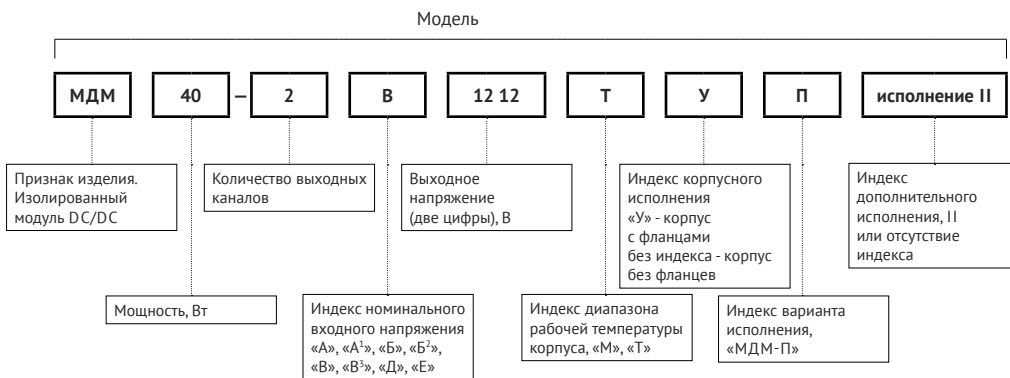 Модель
МДМ 40 – 2 В 12 12 Т У П исполнение II
Признак изделия.
Изолированный
модуль DC/DC
Количество выходных
каналов
Выходное
напряжение
(две цифры), В
Индекс корпусного
исполнения
«У» - корпус
с фланцами
без индекса - корпус
без фланцев
Индекс
дополнительного
исполнения, II
или отсутствие
индекса
Мощность, Вт
Индекс номинального
входного напряжения
«А», «А¹», «Б», «Б²»,
«В», «В³», «Д», «Е»
Индекс диапазона
рабочей температуры
корпуса, «М», «Т»
Индекс варианта
исполнения,
«МДМ-П»